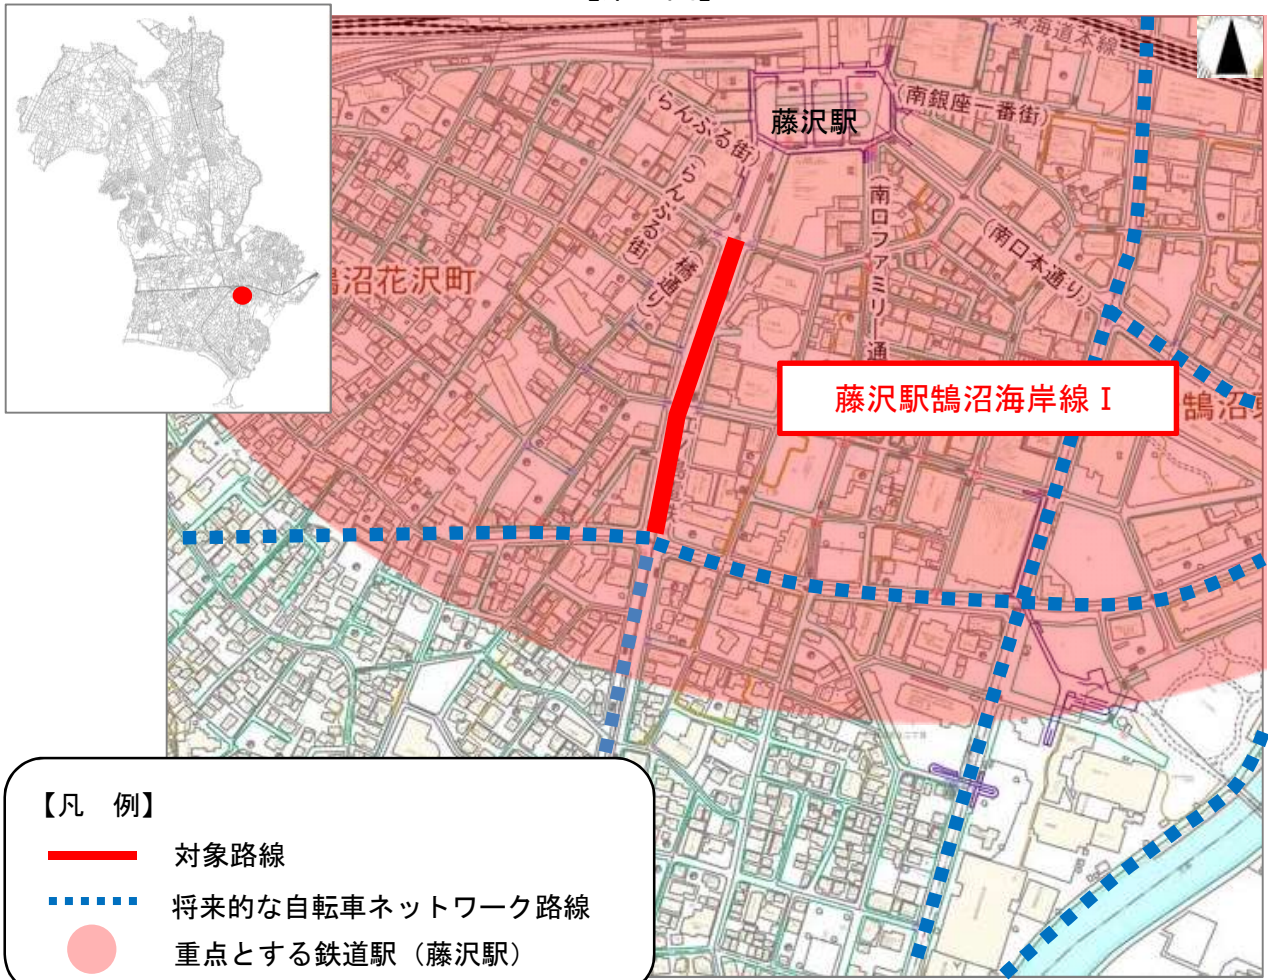 東海道本線
(南銀座一番街)
藤沢駅
(らんぶる街)
(らんぶる街)
橘通り)
(南口ファミリー通
(南口本通り)
鵠沼花沢町
藤沢駅鵠沼海岸線Ⅰ
鵠沼東
【凡 例】
対象路線
将来的な自転車ネットワーク路線
重点とする鉄道駅(藤沢駅)